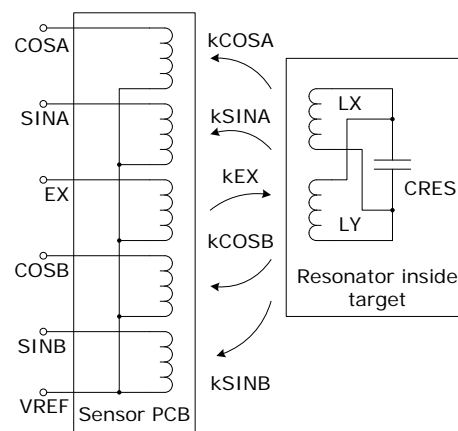 COSA
SINA
EX
COSB
SINB
VREF
Sensor PCB
kCOSA
kSINA
kEX
kCOSB
kSINB
LX
CRES
LY
Resonator inside
target